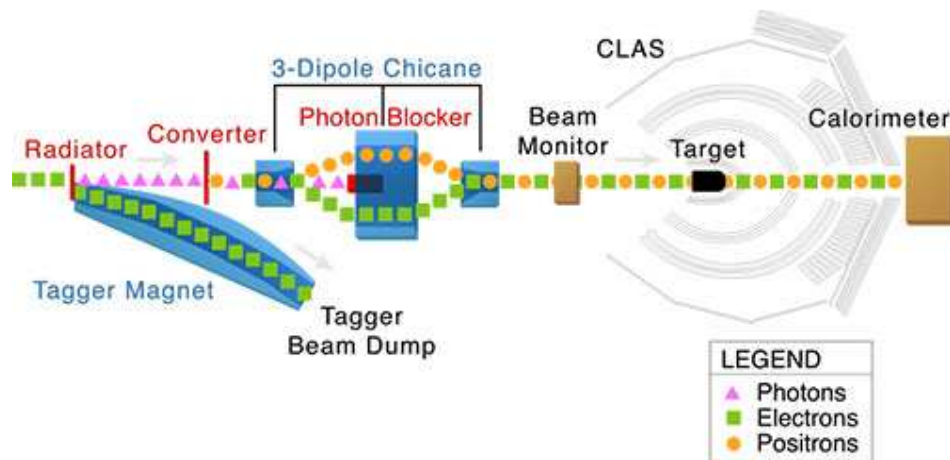 CLAS
3-Dipole Chicane
Photon Blocker
Beam
Monitor
Calorimeter
Converter
Radiator
Target
Tagger Magnet
Tagger
Beam Dump
LEGEND
Photons
Electrons
Positrons